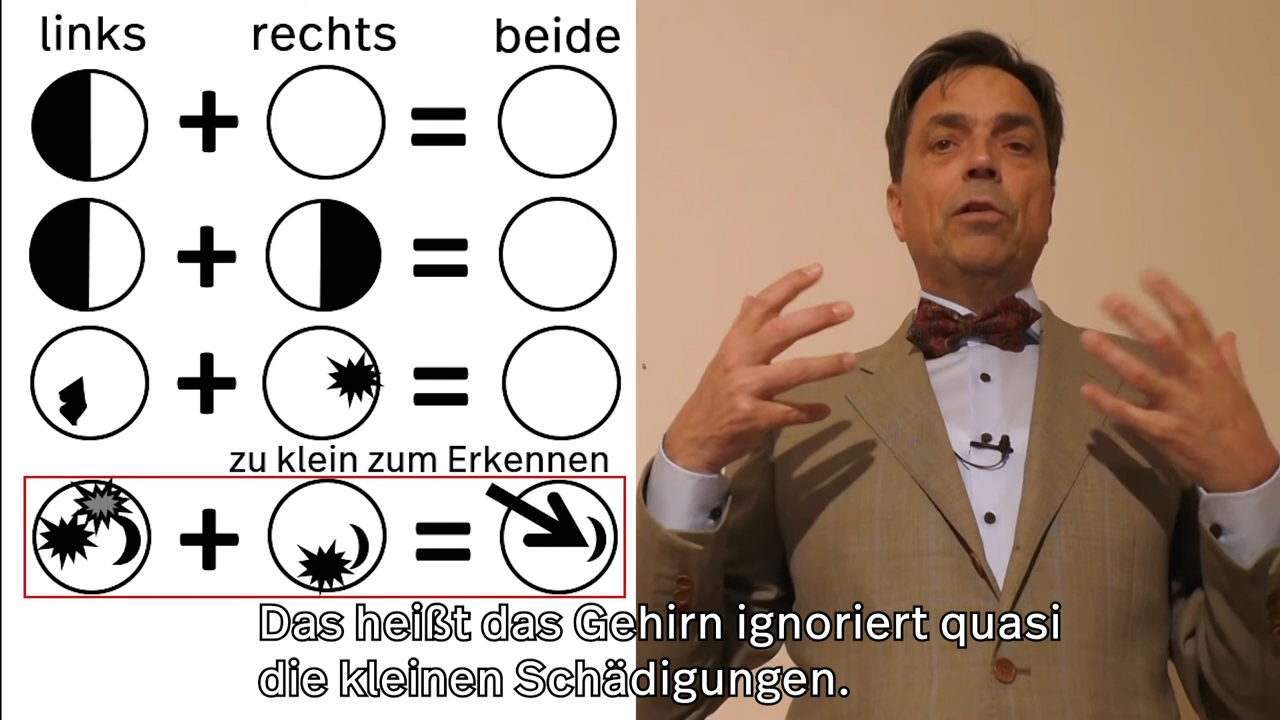 links rechts beide
+ =
+ =
+ =
zu klein zum Erkennen
+ =
Das heißt das Gehirn ignoriert quasi
die kleinen Schädigungen.